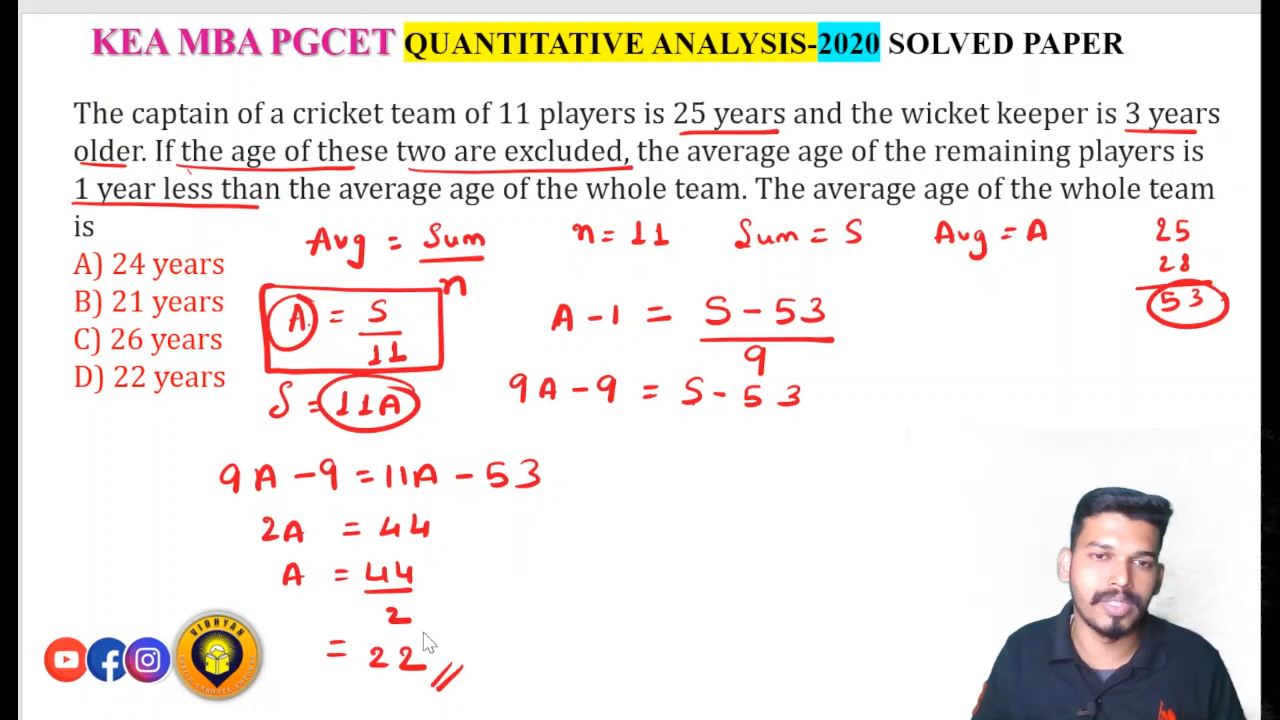 KEA MBA PGCET QUANTITATIVE ANALYSIS-2020 SOLVED PAPER
The captain of a cricket team of 11 players is 25 years and the wicket keeper is 3 years
older. If the age of these two are excluded, the average age of the remaining players is
1 year less than the average age of the whole team. The average age of the whole team
is
A) 24 years
B) 21 years
C) 26 years
D) 22 years
Avg = Sum / n
n = 11
Sum = S
Avg = A
25
28
53
A = S / 11
S = 11A
A - 1 = S - 53 / 9
9A - 9 = S - 53
9A - 9 = 11A - 53
2A = 44
A = 44 / 2
= 22 //
VIDHYAN